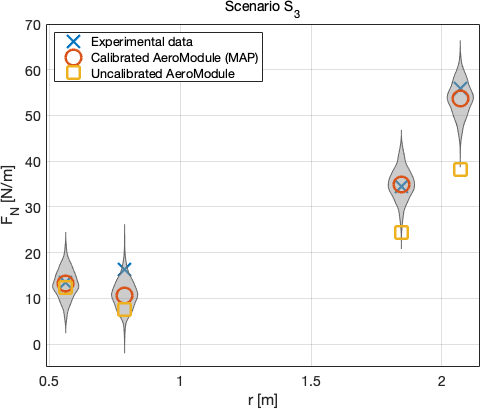 Scenario S3
Experimental data
Calibrated AeroModule (MAP)
Uncalibrated AeroModule
70
60
50
40
30
20
10
0
FN [N/m]
0.5 1 1.5 2
r [m]